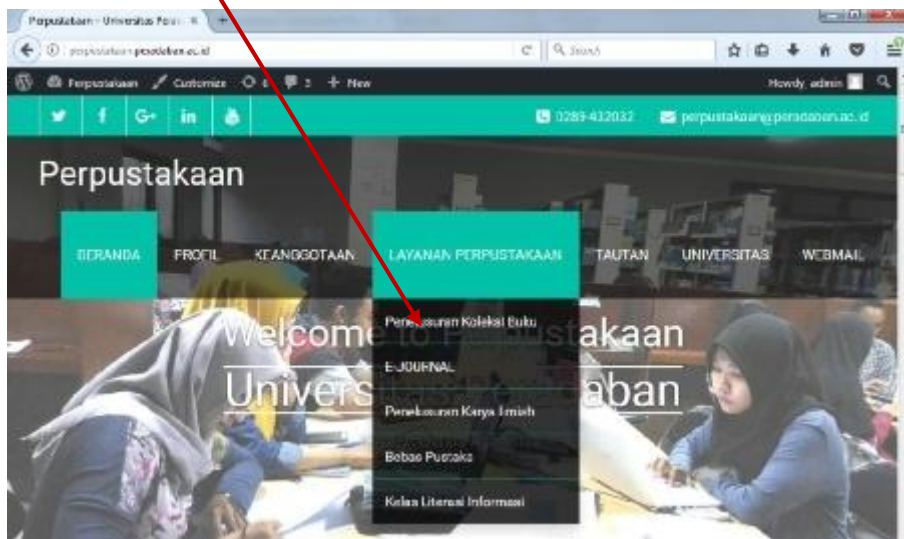 Perpustakaan - Universitas
perpustakaan.peradaban.ac.id
Search
Perpustakaan Customize 3 + New
Howdy, admin
f G+ in
0289-432032 perpustakaan@peradaban.ac.id
Perpustakaan
BERANDA PROFIL KEANGGOTAAN LAYANAN PERPUSTAKAAN TAUTAN UNIVERSITAS WEBMAIL
Penelusuran Koleksi Buku
Welcome to Perpustakaan
E-JOURNAL
Universitas Peradaban
Penelusuran Karya Ilmiah
Bebas Pustaka
Kelas Literasi Informasi